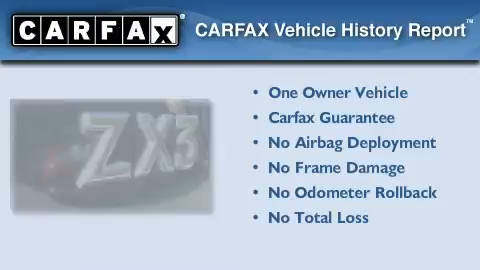 CARFAX® CARFAX Vehicle History Report™
• One Owner Vehicle
• Carfax Guarantee
• No Airbag Deployment
• No Frame Damage
• No Odometer Rollback
• No Total Loss
ZX3